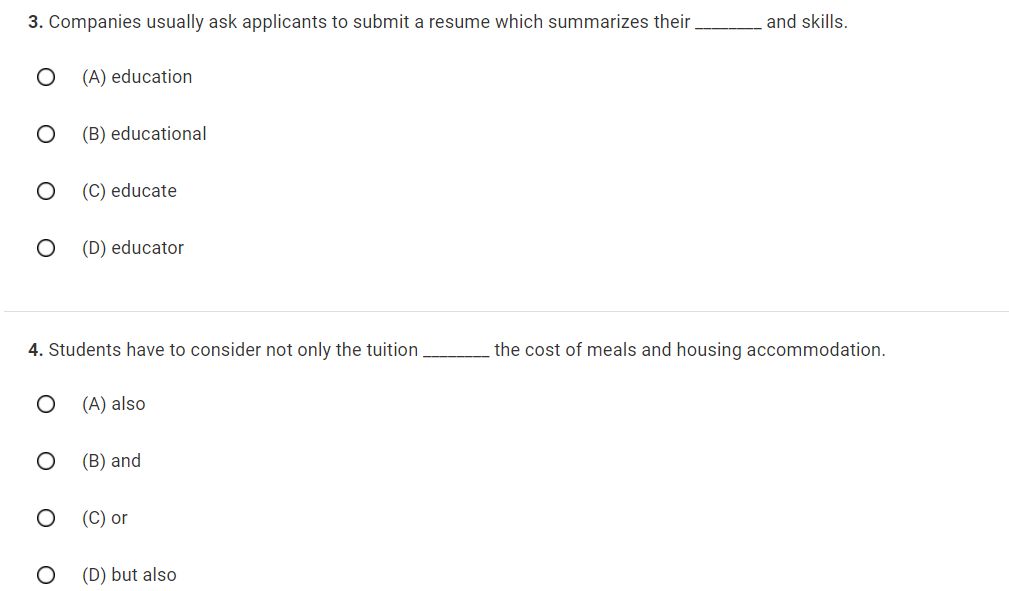 3. Companies usually ask applicants to submit a resume which summarizes their ________ and skills.
(A) education
(B) educational
(C) educate
(D) educator
4. Students have to consider not only the tuition ________ the cost of meals and housing accommodation.
(A) also
(B) and
(C) or
(D) but also